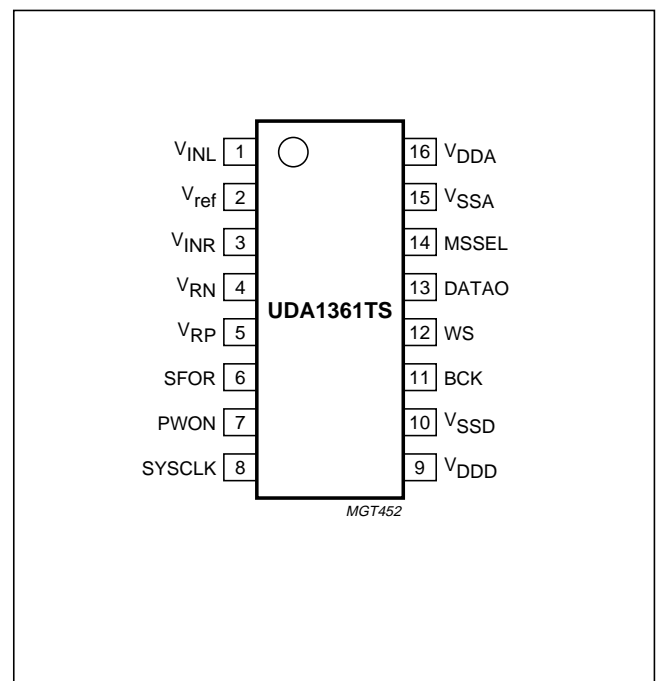 V_INL 1 16 V_DDA
V_ref 2 15 V_SSA
V_INR 3 14 MSSEL
V_RN 4 13 DATAO
V_RP 5 UDA1361TS 12 WS
SFOR 6 11 BCK
PWON 7 10 V_SSD
SYSCLK 8 9 V_DDD
MGT452